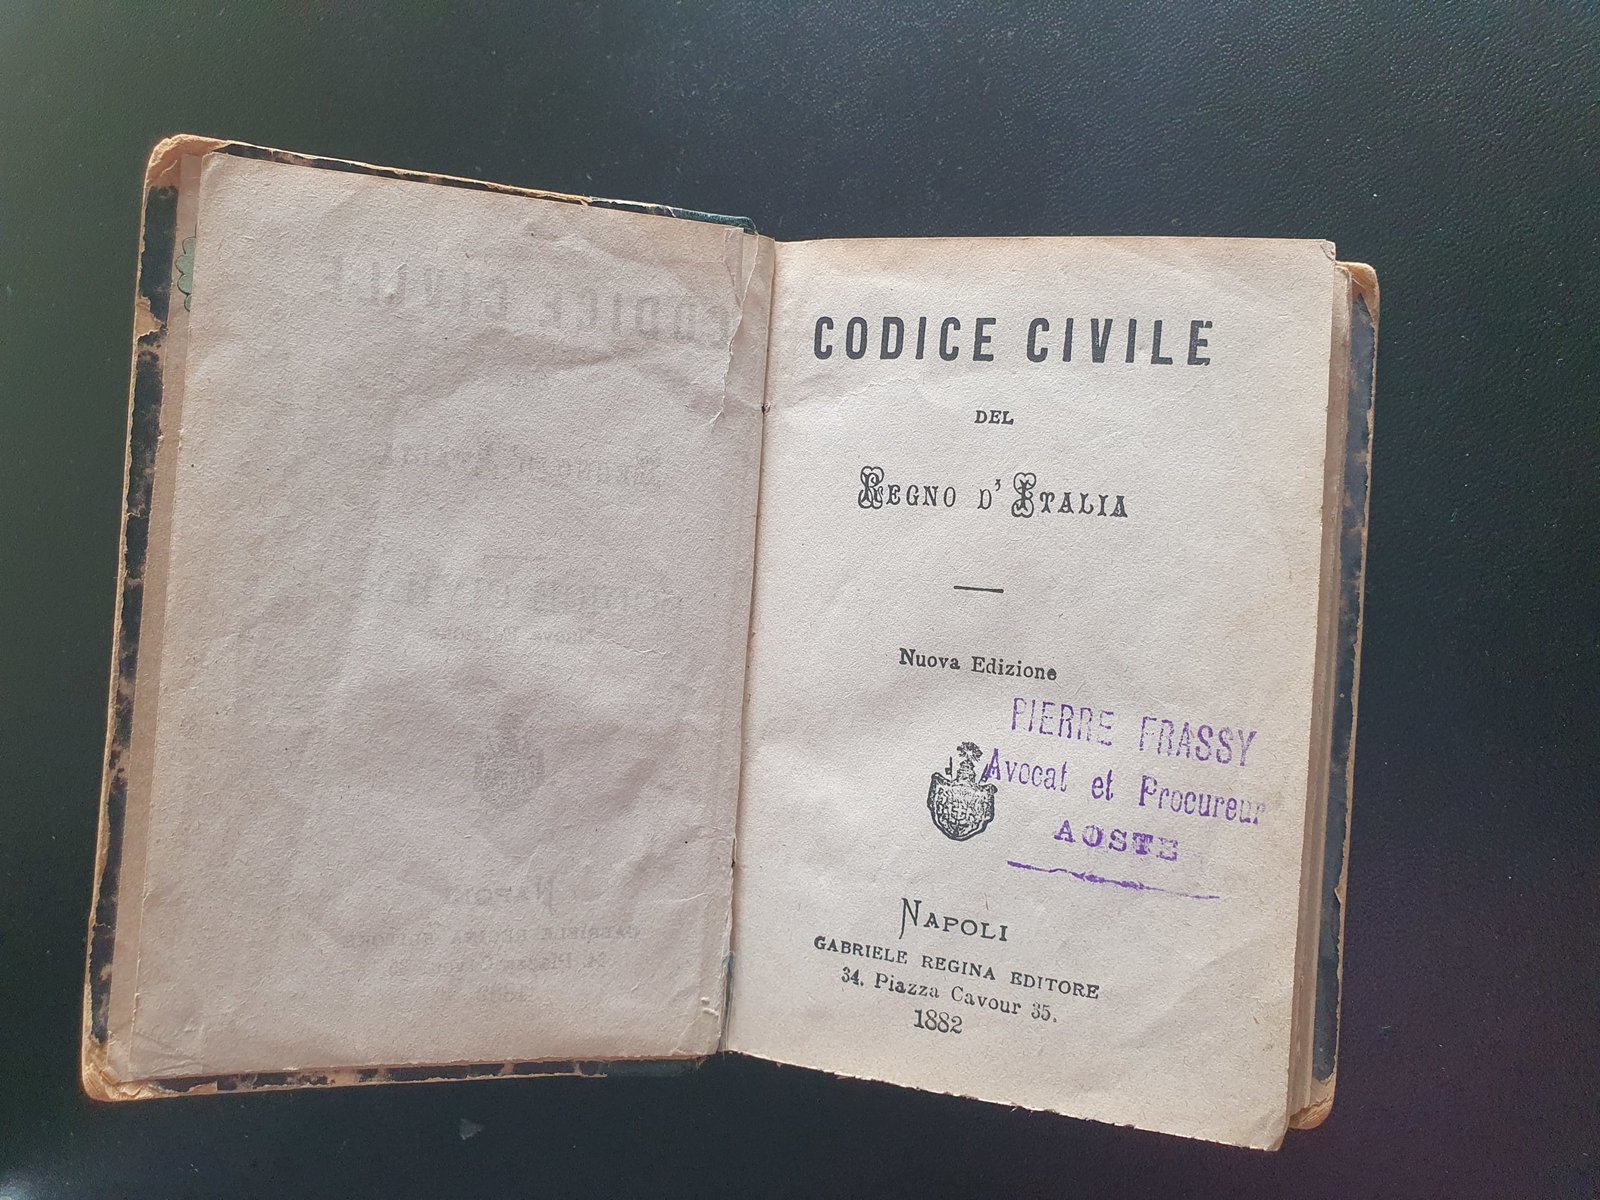 CODICE CIVILE
DEL
REGNO D'ITALIA
Nuova Edizione
PIERRE FRASSY
Avocat et Procureur
AOSTE
NAPOLI
GABRIELE REGINA EDITORE
34. Piazza Cavour 35.
1882